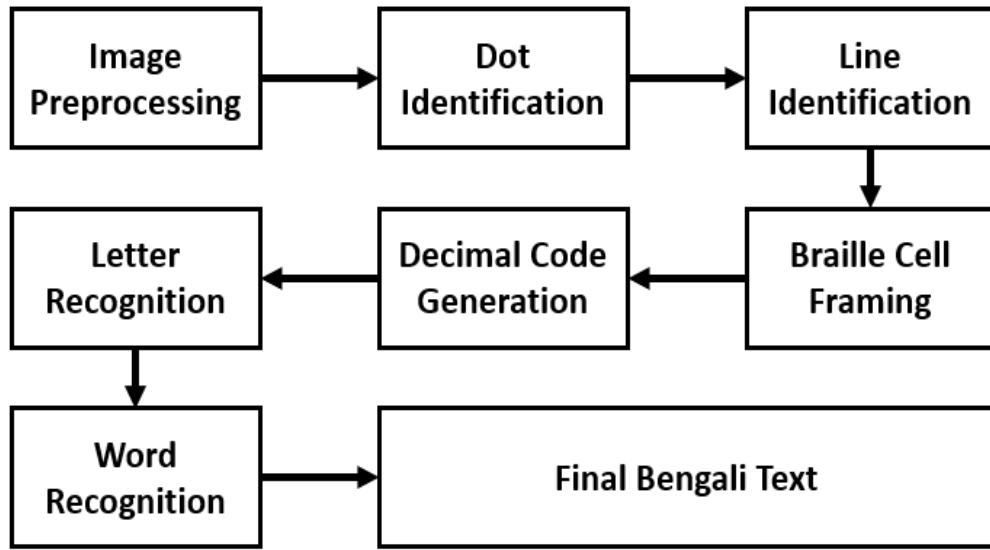 Image
Preprocessing
Dot
Identification
Line
Identification
Braille Cell
Framing
Decimal Code
Generation
Letter
Recognition
Word
Recognition
Final Bengali Text